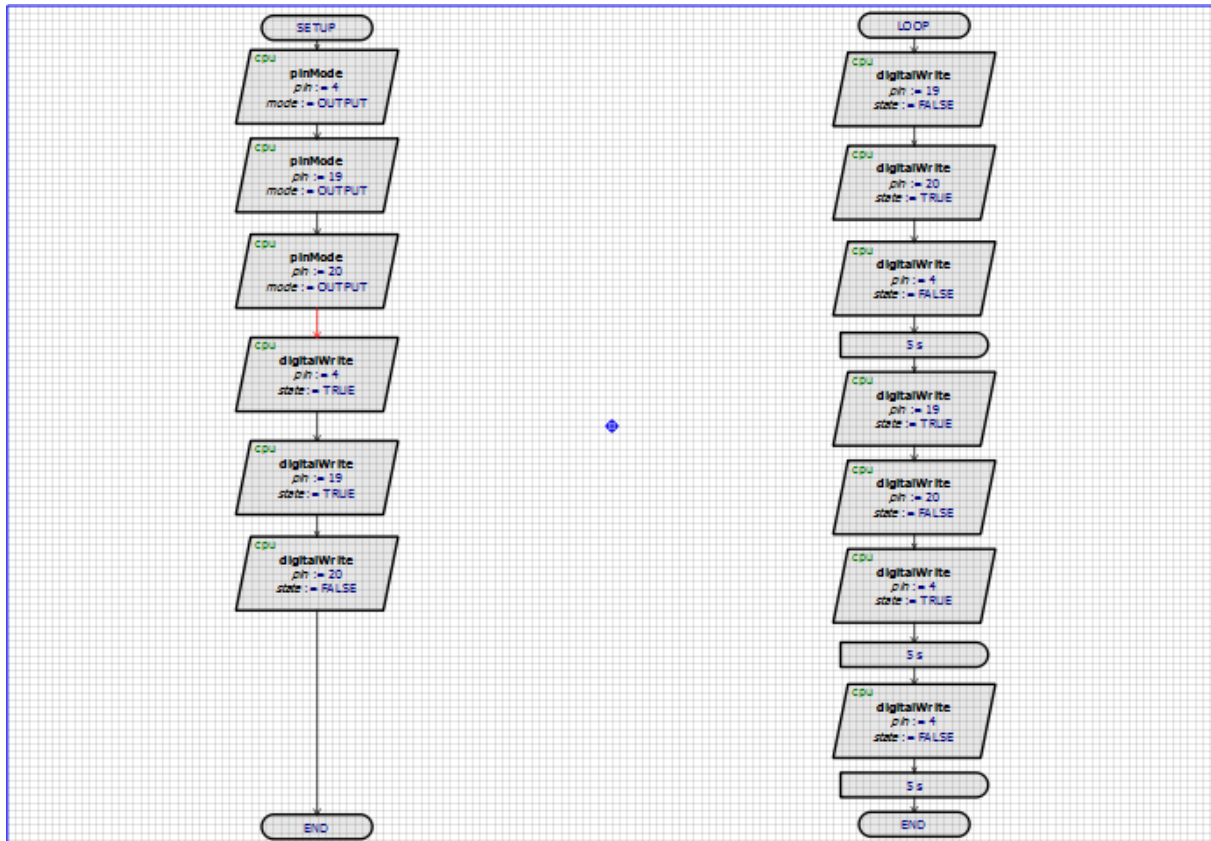 SETUP
cpu
pinMode
pin := 4
mode := OUTPUT
cpu
pinMode
pin := 19
mode := OUTPUT
cpu
pinMode
pin := 20
mode := OUTPUT
cpu
digitalWrite
pin := 4
state := TRUE
cpu
digitalWrite
pin := 19
state := TRUE
cpu
digitalWrite
pin := 20
state := FALSE
END
LOOP
cpu
digitalWrite
pin := 19
state := FALSE
cpu
digitalWrite
pin := 20
state := TRUE
cpu
digitalWrite
pin := 4
state := FALSE
5 s
cpu
digitalWrite
pin := 19
state := TRUE
cpu
digitalWrite
pin := 20
state := FALSE
cpu
digitalWrite
pin := 4
state := TRUE
5 s
cpu
digitalWrite
pin := 4
state := FALSE
5 s
END